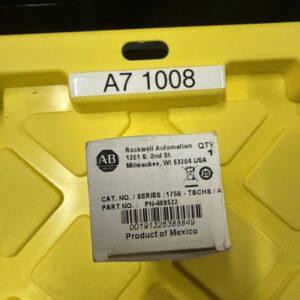 A7 1008
AB
Rockwell Automation
1201 S. 2nd St.
Milwaukee, WI 53204 USA
QTY
1
CAT. NO. / SERIES : 1756 - TBCHS / A
PART NO. : PN-468522
00191326388849
Product of Mexico